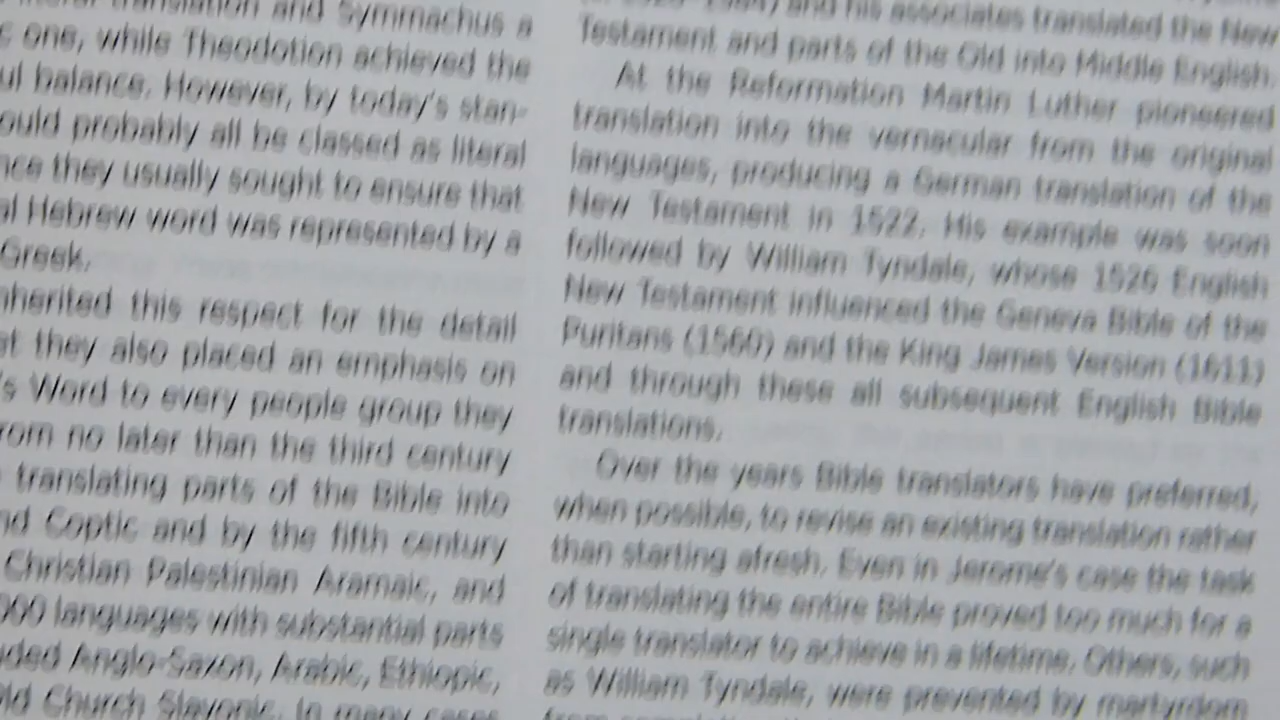 translation and Symmachus a
one, while Theodotion achieved the
balance. However, by today's stan-
ould probably all be classed as literal
nce they usually sought to ensure that
al Hebrew word was represented by a
Greek.
nherited this respect for the detail
they also placed an emphasis on
's Word to every people group they
rom no later than the third century
translating parts of the Bible into
nd Coptic and by the fifth century
Christian Palestinian Aramaic, and
000 languages with substantial parts
uded Anglo-Saxon, Arabic, Ethiopic,
Old Church Slavonic. In many cases
and his associates translated the New
Testament and parts of the Old into Middle English.
At the Reformation Martin Luther pioneered
translation into the vernacular from the original
languages, producing a German translation of the
New Testament in 1522. His example was soon
followed by William Tyndale, whose 1526 English
New Testament influenced the Geneva Bible of the
Puritans (1560) and the King James Version (1611)
and through these all subsequent English Bible
translations.
Over the years Bible translators have preferred,
when possible, to revise an existing translation rather
than starting afresh. Even in Jerome's case the task
of translating the entire Bible proved too much for a
single translator to achieve in a lifetime. Others, such
as William Tyndale, were prevented by martyrdom
from